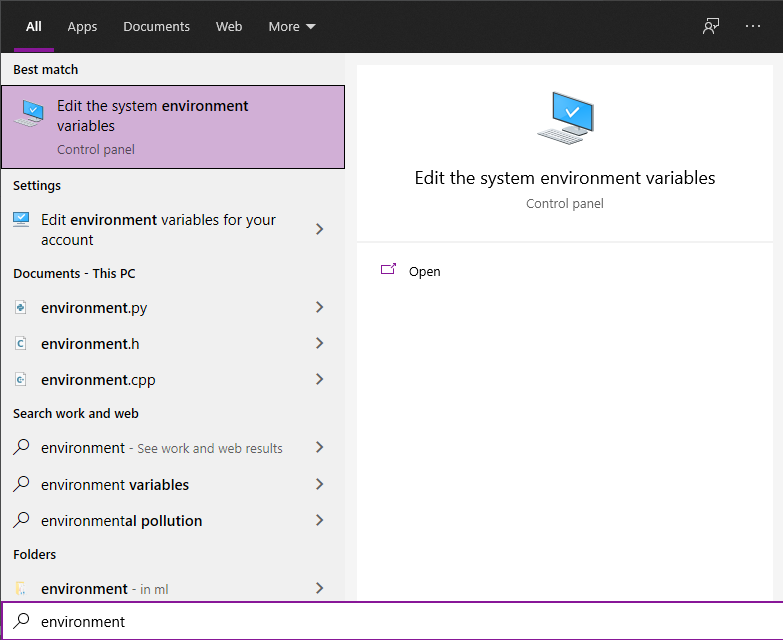 All Apps Documents Web More
Best match
Edit the system environment
variables
Control panel
Settings
Edit environment variables for your
account
Documents - This PC
environment.py
environment.h
environment.cpp
Search work and web
environment - See work and web results
environment variables
environmental pollution
Folders
environment - in ml
environment
Edit the system environment variables
Control panel
Open